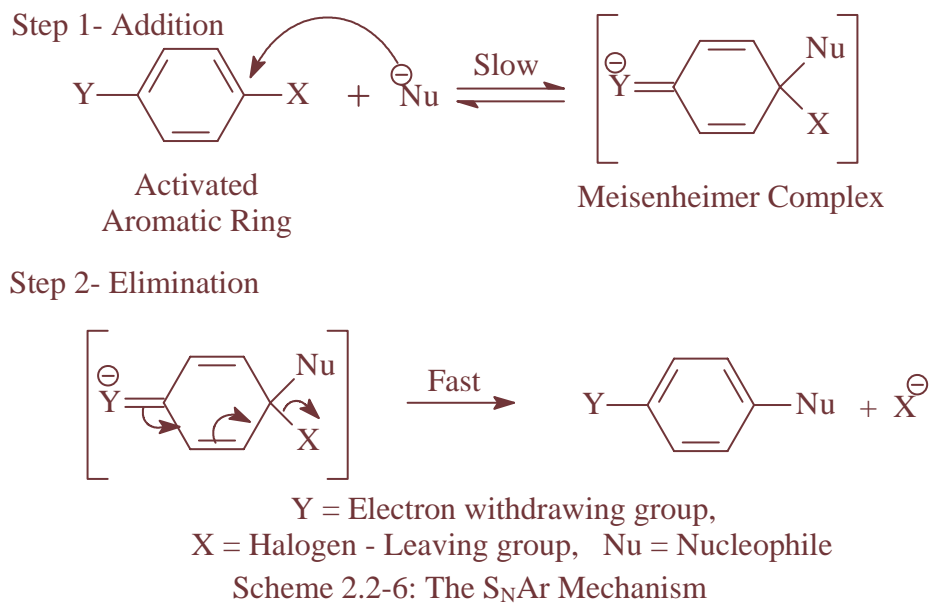 Step 1- Addition
Y X + ⊖Nu Slow ⊖Y Nu X
Activated
Aromatic Ring
Meisenheimer Complex
Step 2- Elimination
⊖Y Nu X Fast Y Nu + X⊖
Y = Electron withdrawing group,
X = Halogen - Leaving group, Nu = Nucleophile
Scheme 2.2-6: The SNAr Mechanism